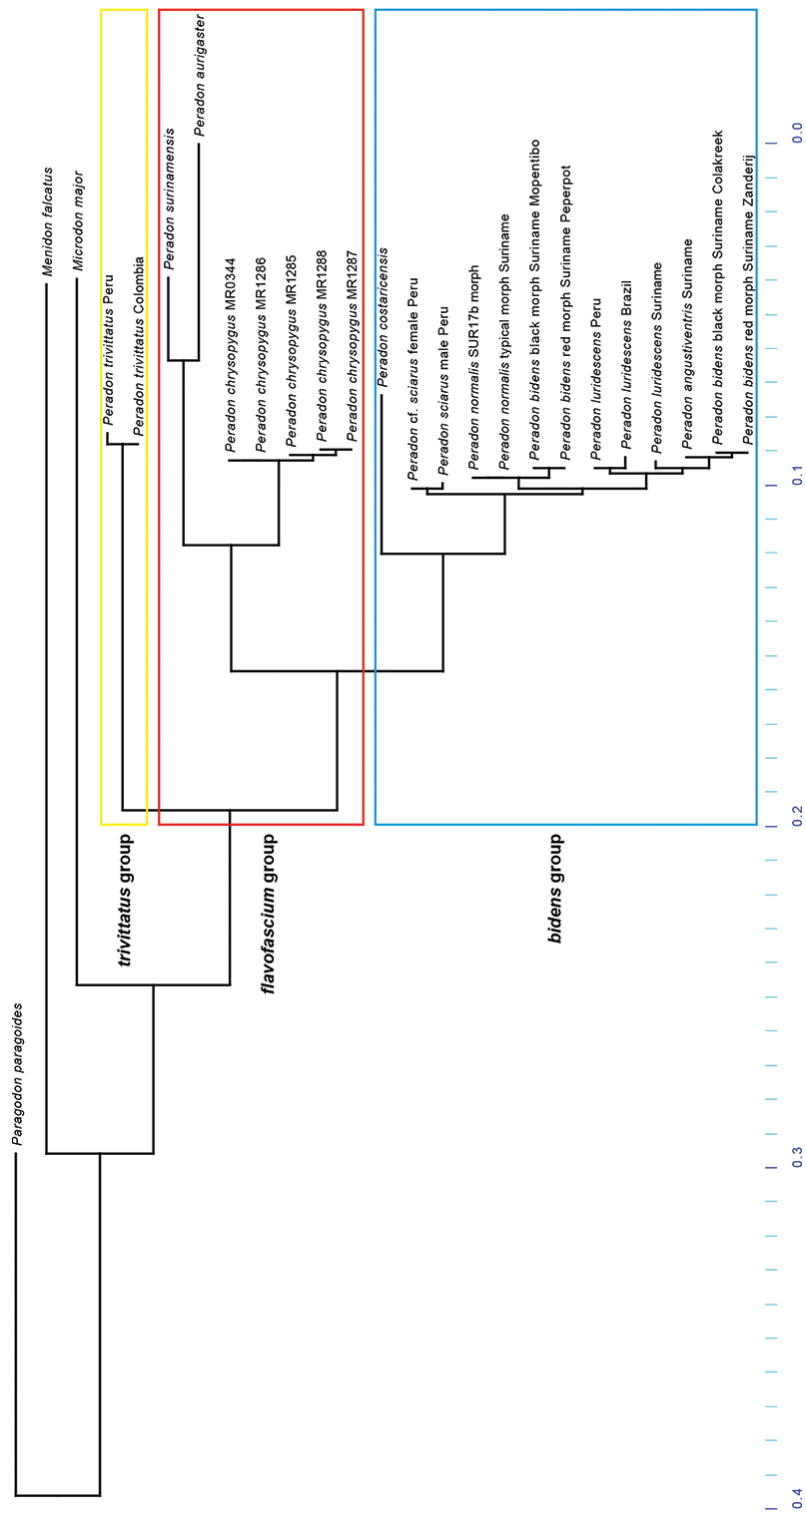 Paragodon paragoides
Menidon falcatus
Microdon major
Peradon trivittatus Peru
Peradon trivittatus Colombia
Peradon surinamensis
Peradon aurigaster
Peradon chrysopygus MR0344
Peradon chrysopygus MR1286
Peradon chrysopygus MR1285
Peradon chrysopygus MR1288
Peradon chrysopygus MR1287
Peradon costaricensis
Peradon cf. sciarus female Peru
Peradon sciarus male Peru
Peradon normalis SUR17b morph
Peradon normalis typical morph Suriname
Peradon bidens black morph Suriname Mopentibo
Peradon bidens red morph Suriname Peperpot
Peradon luridescens Peru
Peradon luridescens Brazil
Peradon luridescens Suriname
Peradon angustiventris Suriname
Peradon bidens black morph Suriname Colakreek
Peradon bidens red morph Suriname Zanderij
trivittatus group
flavofascium group
bidens group
0.4
0.3
0.2
0.1
0.0